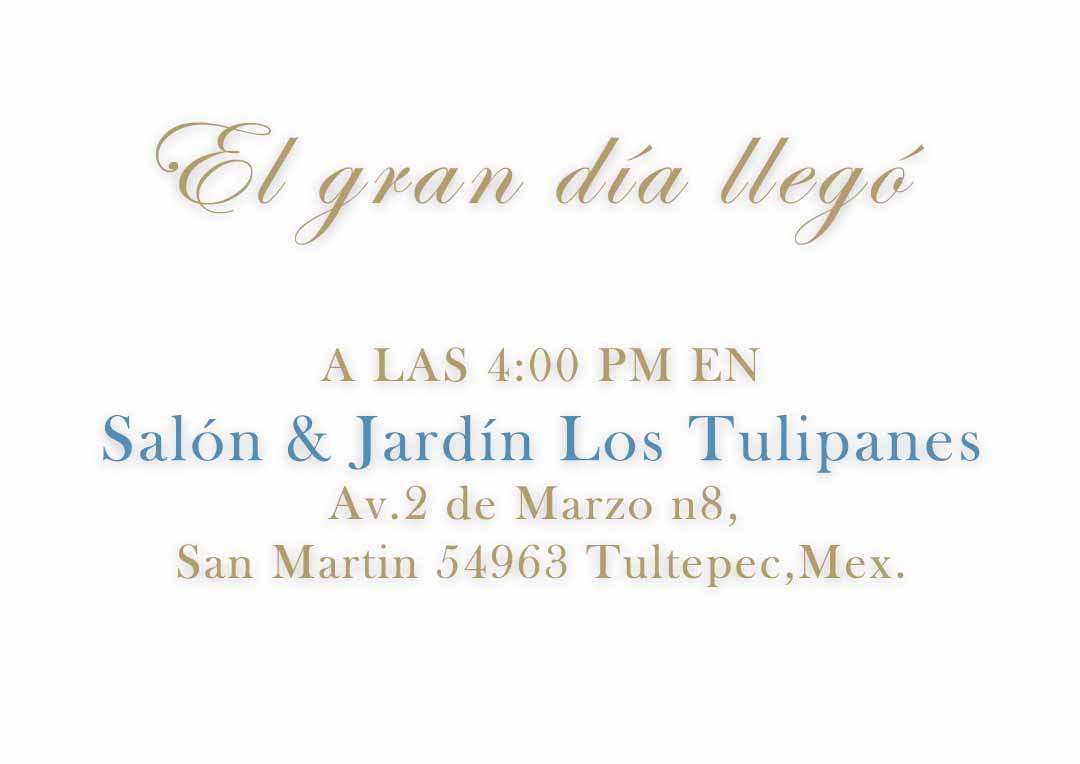 El gran día llegó
A LAS 4:00 PM EN
Salón & Jardín Los Tulipanes
Av.2 de Marzo n8,
San Martin 54963 Tultepec,Mex.